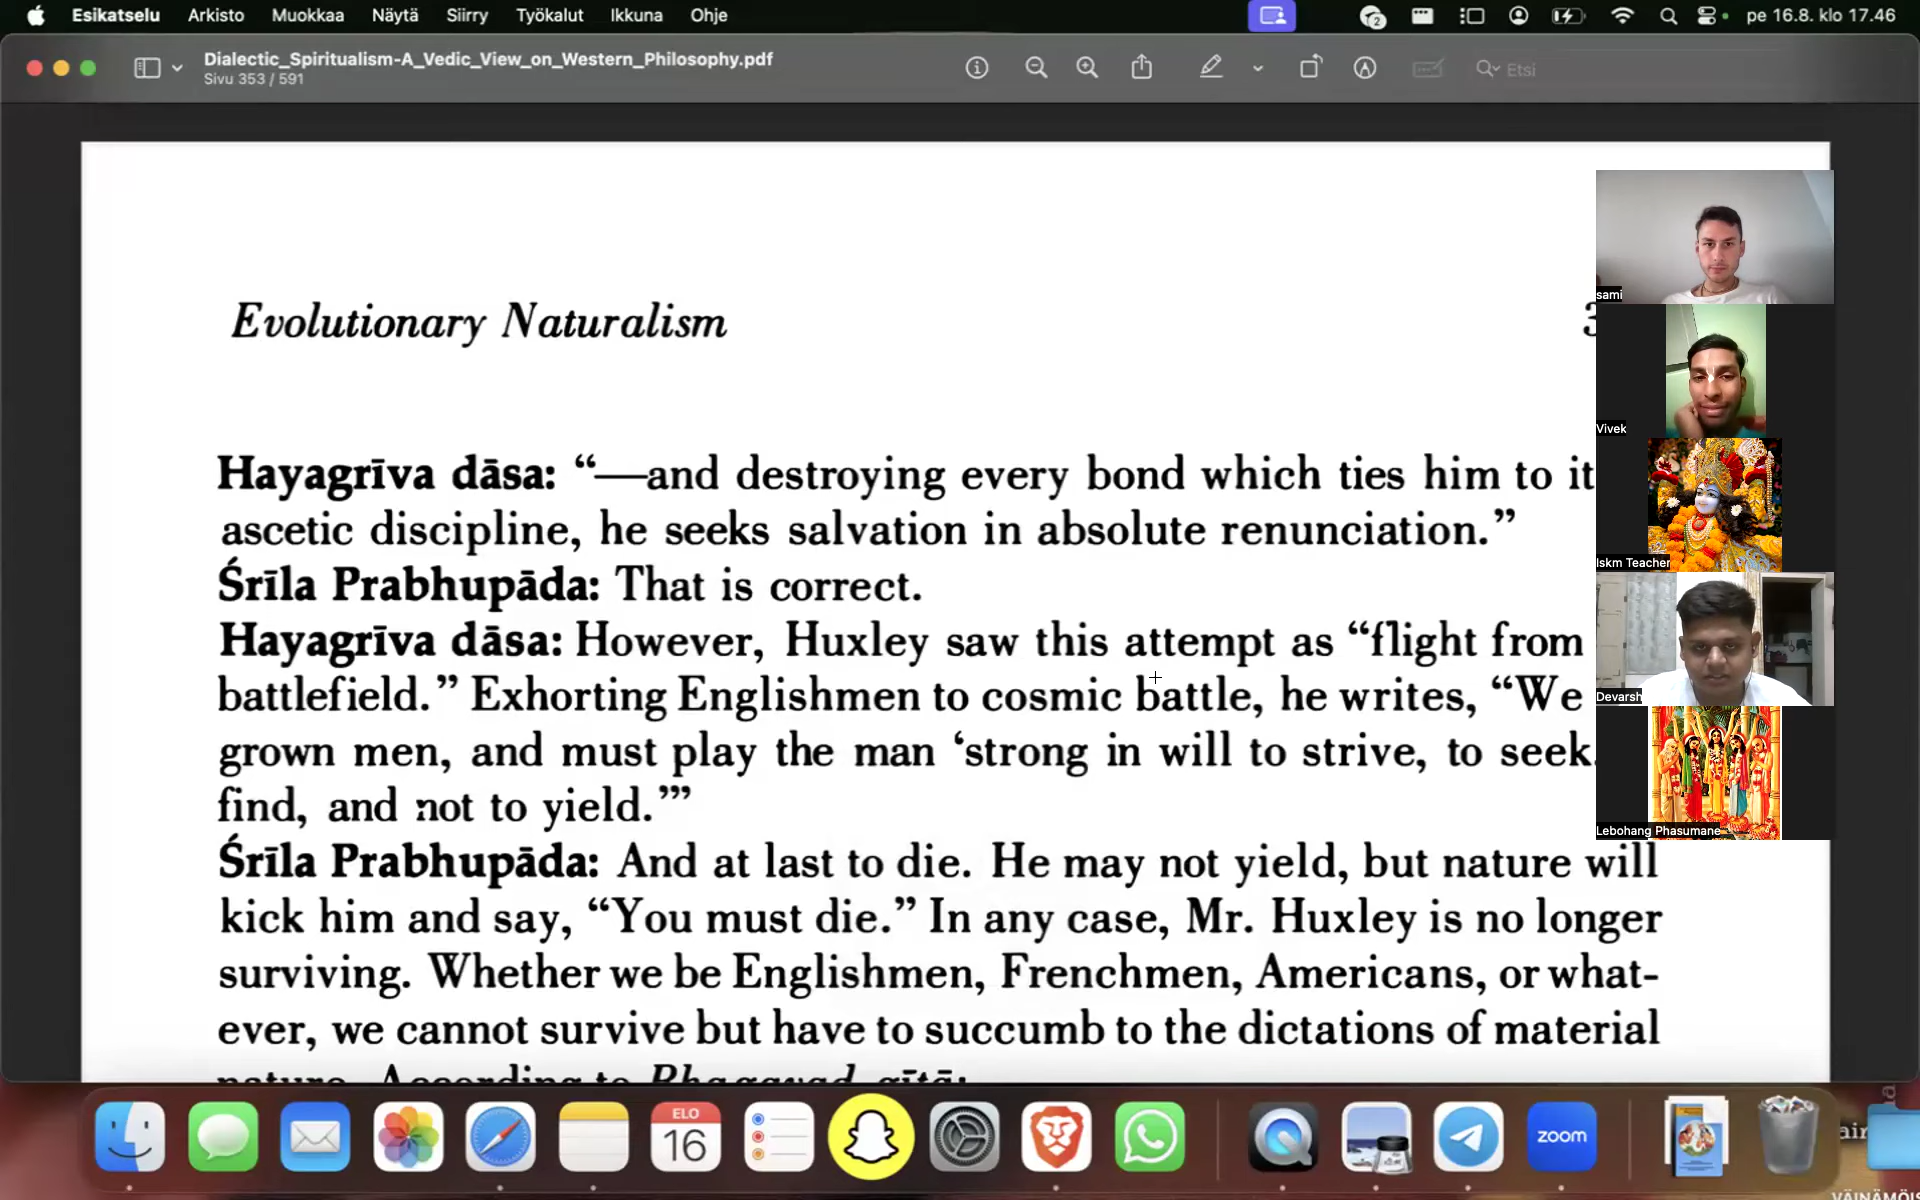 Esikatselu Arkisto Muokkaa Näytä Siirry Työkalut Ikkuna Ohje
2
pe 16.8. klo 17.46
Dialectic_Spiritualism-A_Vedic_View_on_Western_Philosophy.pdf
Sivu 353 / 591
Etsi
Evolutionary Naturalism
Hayagrīva dāsa: “—and destroying every bond which ties him to it
ascetic discipline, he seeks salvation in absolute renunciation.”
Śrīla Prabhupāda: That is correct.
Hayagrīva dāsa: However, Huxley saw this attempt as “flight from
battlefield.” Exhorting Englishmen to cosmic battle, he writes, “We
grown men, and must play the man ‘strong in will to strive, to seek
find, and not to yield.’”
Śrīla Prabhupāda: And at last to die. He may not yield, but nature will
kick him and say, “You must die.” In any case, Mr. Huxley is no longer
surviving. Whether we be Englishmen, Frenchmen, Americans, or what-
ever, we cannot survive but have to succumb to the dictations of material
nature. According to Bhagavad-gītā:
sami
Vivek
Iskm Teacher
Devarsh
Lebohang Phasumane
ELO
16
zoom